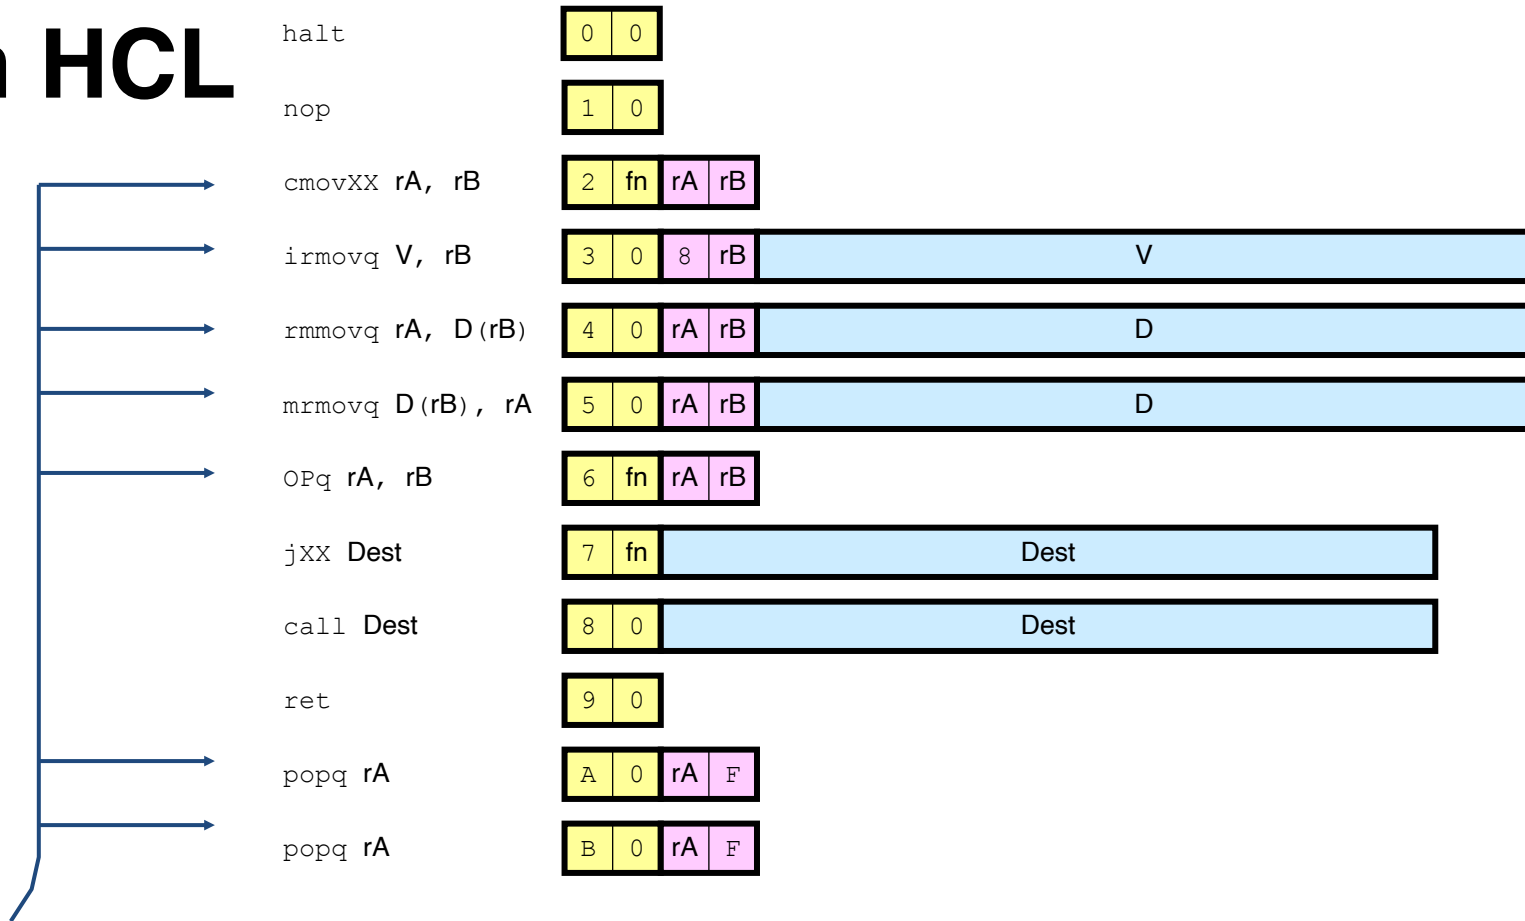 n HCL
halt 0 0
nop 1 0
cmovXX rA, rB 2 fn rA rB
irmovq V, rB 3 0 8 rB V
rmmovq rA, D(rB) 4 0 rA rB D
mrmovq D(rB), rA 5 0 rA rB D
OPq rA, rB 6 fn rA rB
jXX Dest 7 fn Dest
call Dest 8 0 Dest
ret 9 0
popq rA A 0 rA F
popq rA B 0 rA F